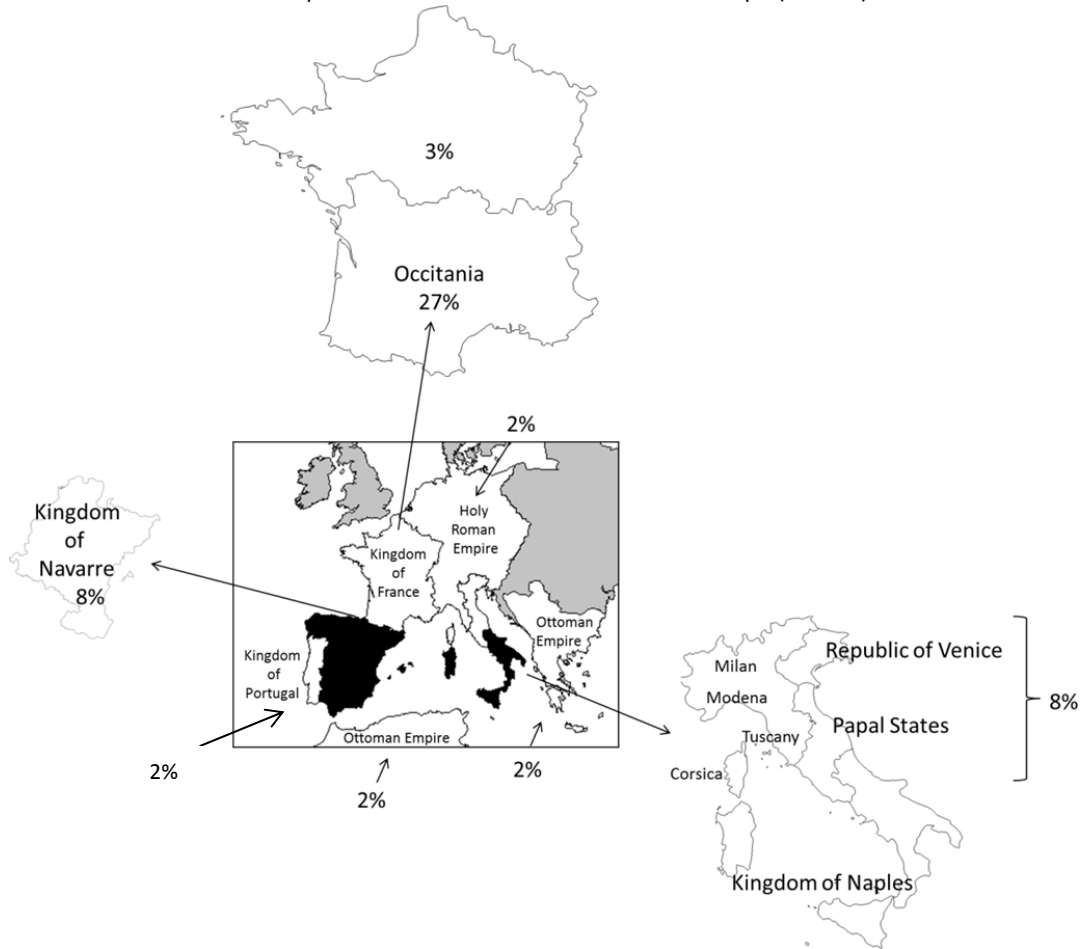 3%
Occitania
27%
2%
Kingdom
of
Navarre
8%
Holy
Roman
Empire
Kingdom
of
France
Ottoman
Empire
Kingdom
of
Portugal
Ottoman Empire
2%
2%
2%
Republic of Venice
Milan
Modena
8%
Papal States
Tuscany
Corsica
Kingdom of Naples